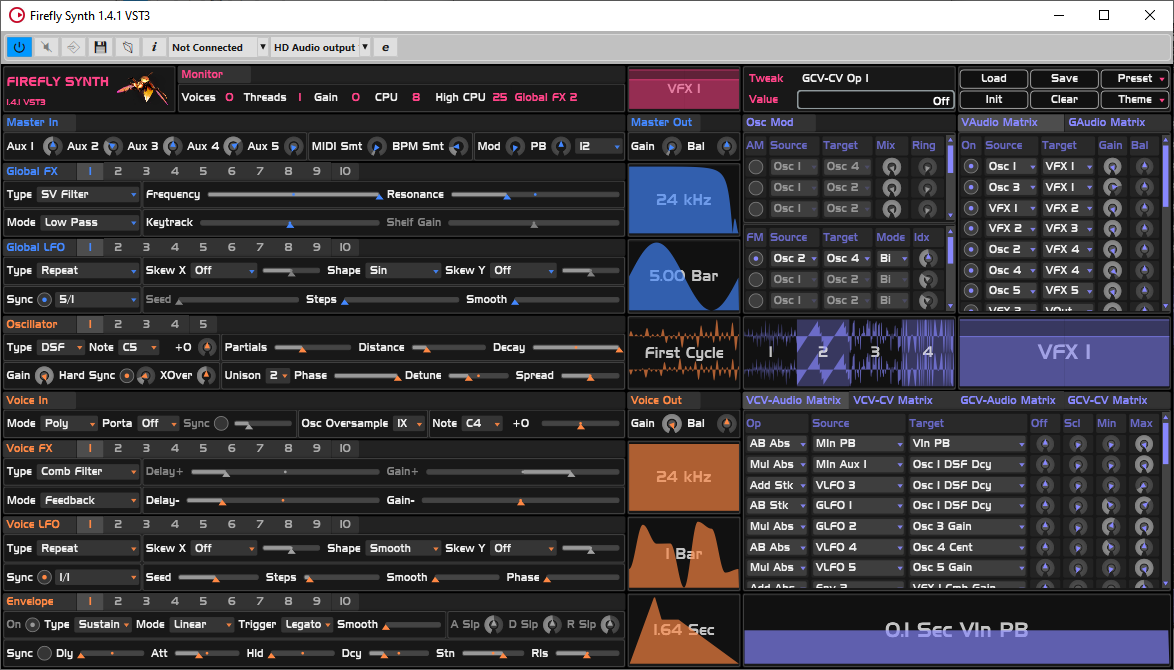 Firefly Synth 1.4.1 VST3
i Not Connected HD Audio output e
FIREFLY SYNTH
1.4.1 VST3
Monitor
Voices 0 Threads 1 Gain 0 CPU 8 High CPU 25 Global FX 2
VFX 1
Tweak GCV-CV Op 1
Value Off
Load Save Preset
Init Clear Theme
Master In
Aux 1 Aux 2 Aux 3 Aux 4 Aux 5 MIDI Smt BPM Smt Mod PB 12
Master Out
Gain Bal
Global FX 1 2 3 4 5 6 7 8 9 10
Type SV Filter Frequency Resonance
Mode Low Pass Keytrack Shelf Gain
24 kHz
Global LFO 1 2 3 4 5 6 7 8 9 10
Type Repeat Skew X Off Shape Sin Skew Y Off
Sync 5/1 Seed Steps Smooth
5.00 Bar
Osc Mod
AM Source Target Mix Ring
Osc 1 Osc 4
Osc 1 Osc 2
Osc 1 Osc 2
FM Source Target Mode Idx
Osc 2 Osc 4 Bi
Osc 1 Osc 2 Bi
Osc 1 Osc 2 Bi
VAudio Matrix GAudio Matrix
On Source Target Gain Bal
Osc 1 VFX 1
Osc 3 VFX 1
VFX 1 VFX 2
VFX 2 VFX 3
Osc 2 VFX 4
Osc 4 VFX 4
Osc 5 VFX 5
VFX 3 VOut
Oscillator 1 2 3 4 5
Type DSF Note C5 +0 Partials Distance Decay
Gain Hard Sync XOver Unison 2 Phase Detune Spread
First Cycle
1 2 3 4
VFX 1
Voice In
Mode Poly Porta Off Sync Osc Oversample 1X Note C4 +0
Voice Out
Gain Bal
Voice FX 1 2 3 4 5 6 7 8 9 10
Type Comb Filter Delay+ Gain+
Mode Feedback Delay- Gain-
24 kHz
Voice LFO 1 2 3 4 5 6 7 8 9 10
Type Repeat Skew X Off Shape Smooth Skew Y Off
Sync 1/1 Seed Steps Smooth Phase
1 Bar
Envelope 1 2 3 4 5 6 7 8 9 10
On Type Sustain Mode Linear Trigger Legato Smooth A Slp D Slp R Slp
Sync Dly Att Hld Dcy Stn Rls
1.64 Sec
VCV-Audio Matrix VCV-CV Matrix GCV-Audio Matrix GCV-CV Matrix
Op Source Target Off Scl Min Max
AB Abs MIn PB VIn PB
Mul Abs MIn Aux 1 Osc 1 DSF Dcy
Add Stk VLFO 3 Osc 1 DSF Dcy
AB Stk GLFO 1 Osc 1 DSF Dcy
Mul Abs GLFO 2 Osc 3 Gain
AB Abs VLFO 4 Osc 4 Cent
Mul Abs VLFO 5 Osc 5 Gain
Add Abs Env 2 VFX 1 Cmb Gain
0.1 Sec VIn PB